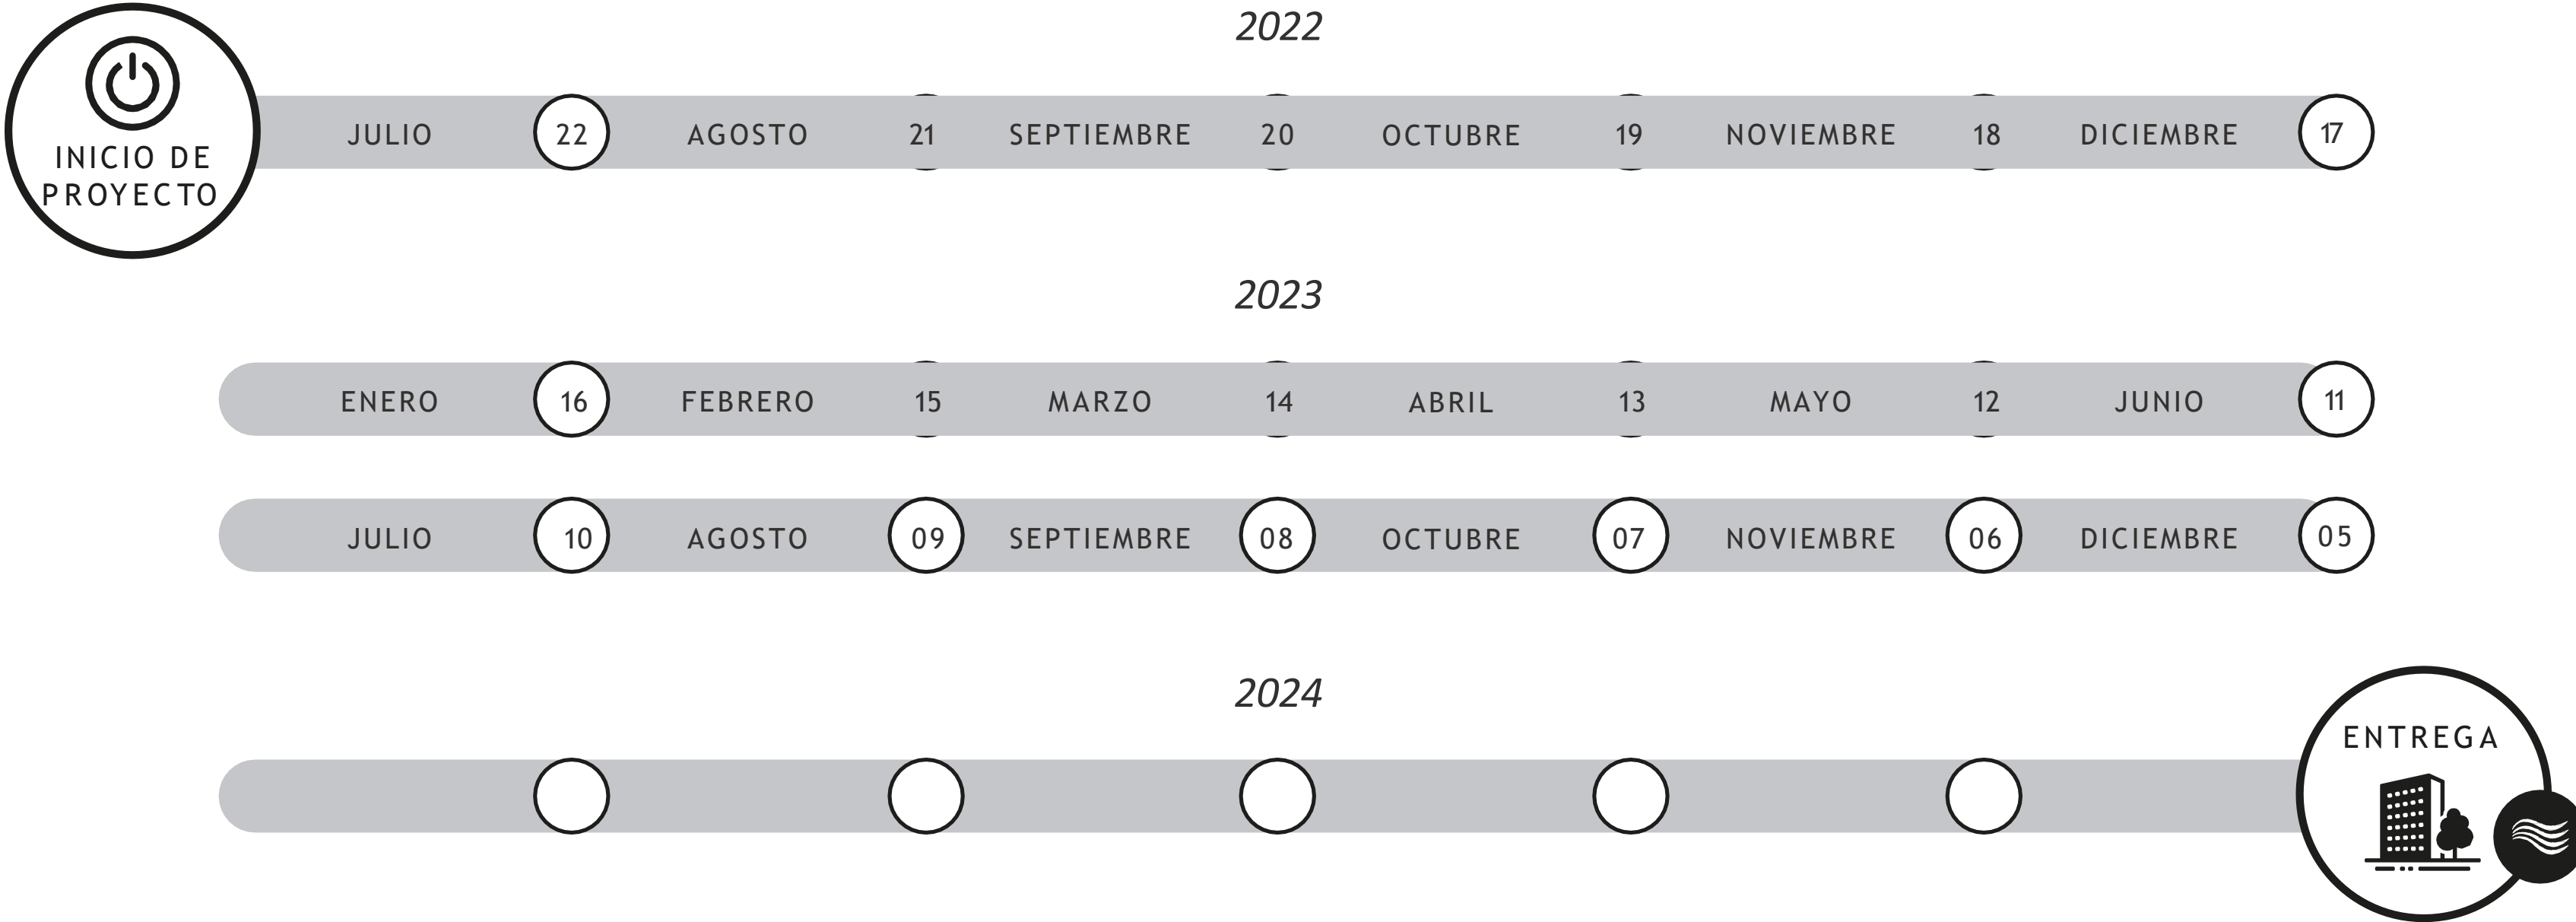 2022
INICIO DE
PROYECTO
JULIO 22 AGOSTO 21 SEPTIEMBRE 20 OCTUBRE 19 NOVIEMBRE 18 DICIEMBRE 17
2023
ENERO 16 FEBRERO 15 MARZO 14 ABRIL 13 MAYO 12 JUNIO 11
JULIO 10 AGOSTO 09 SEPTIEMBRE 08 OCTUBRE 07 NOVIEMBRE 06 DICIEMBRE 05
2024
ENTREGA